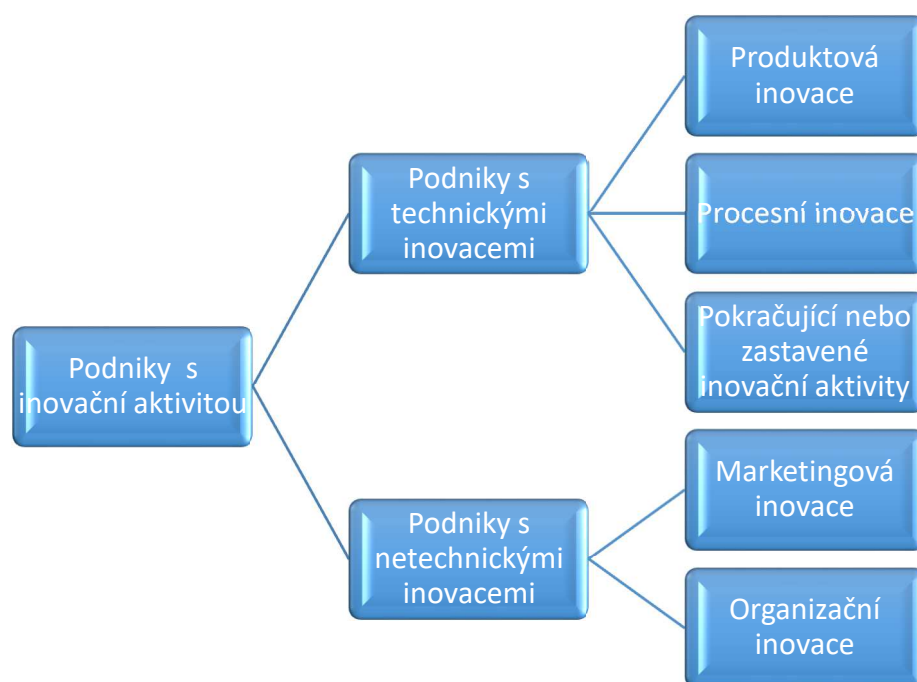 Podniky s
inovační aktivitou
Podniky s
technickými
inovacemi
Produktová
inovace
Procesní inovace
Pokračující nebo
zastavené
inovační aktivity
Podniky s
netechnickými
inovacemi
Marketingová
inovace
Organizační
inovace